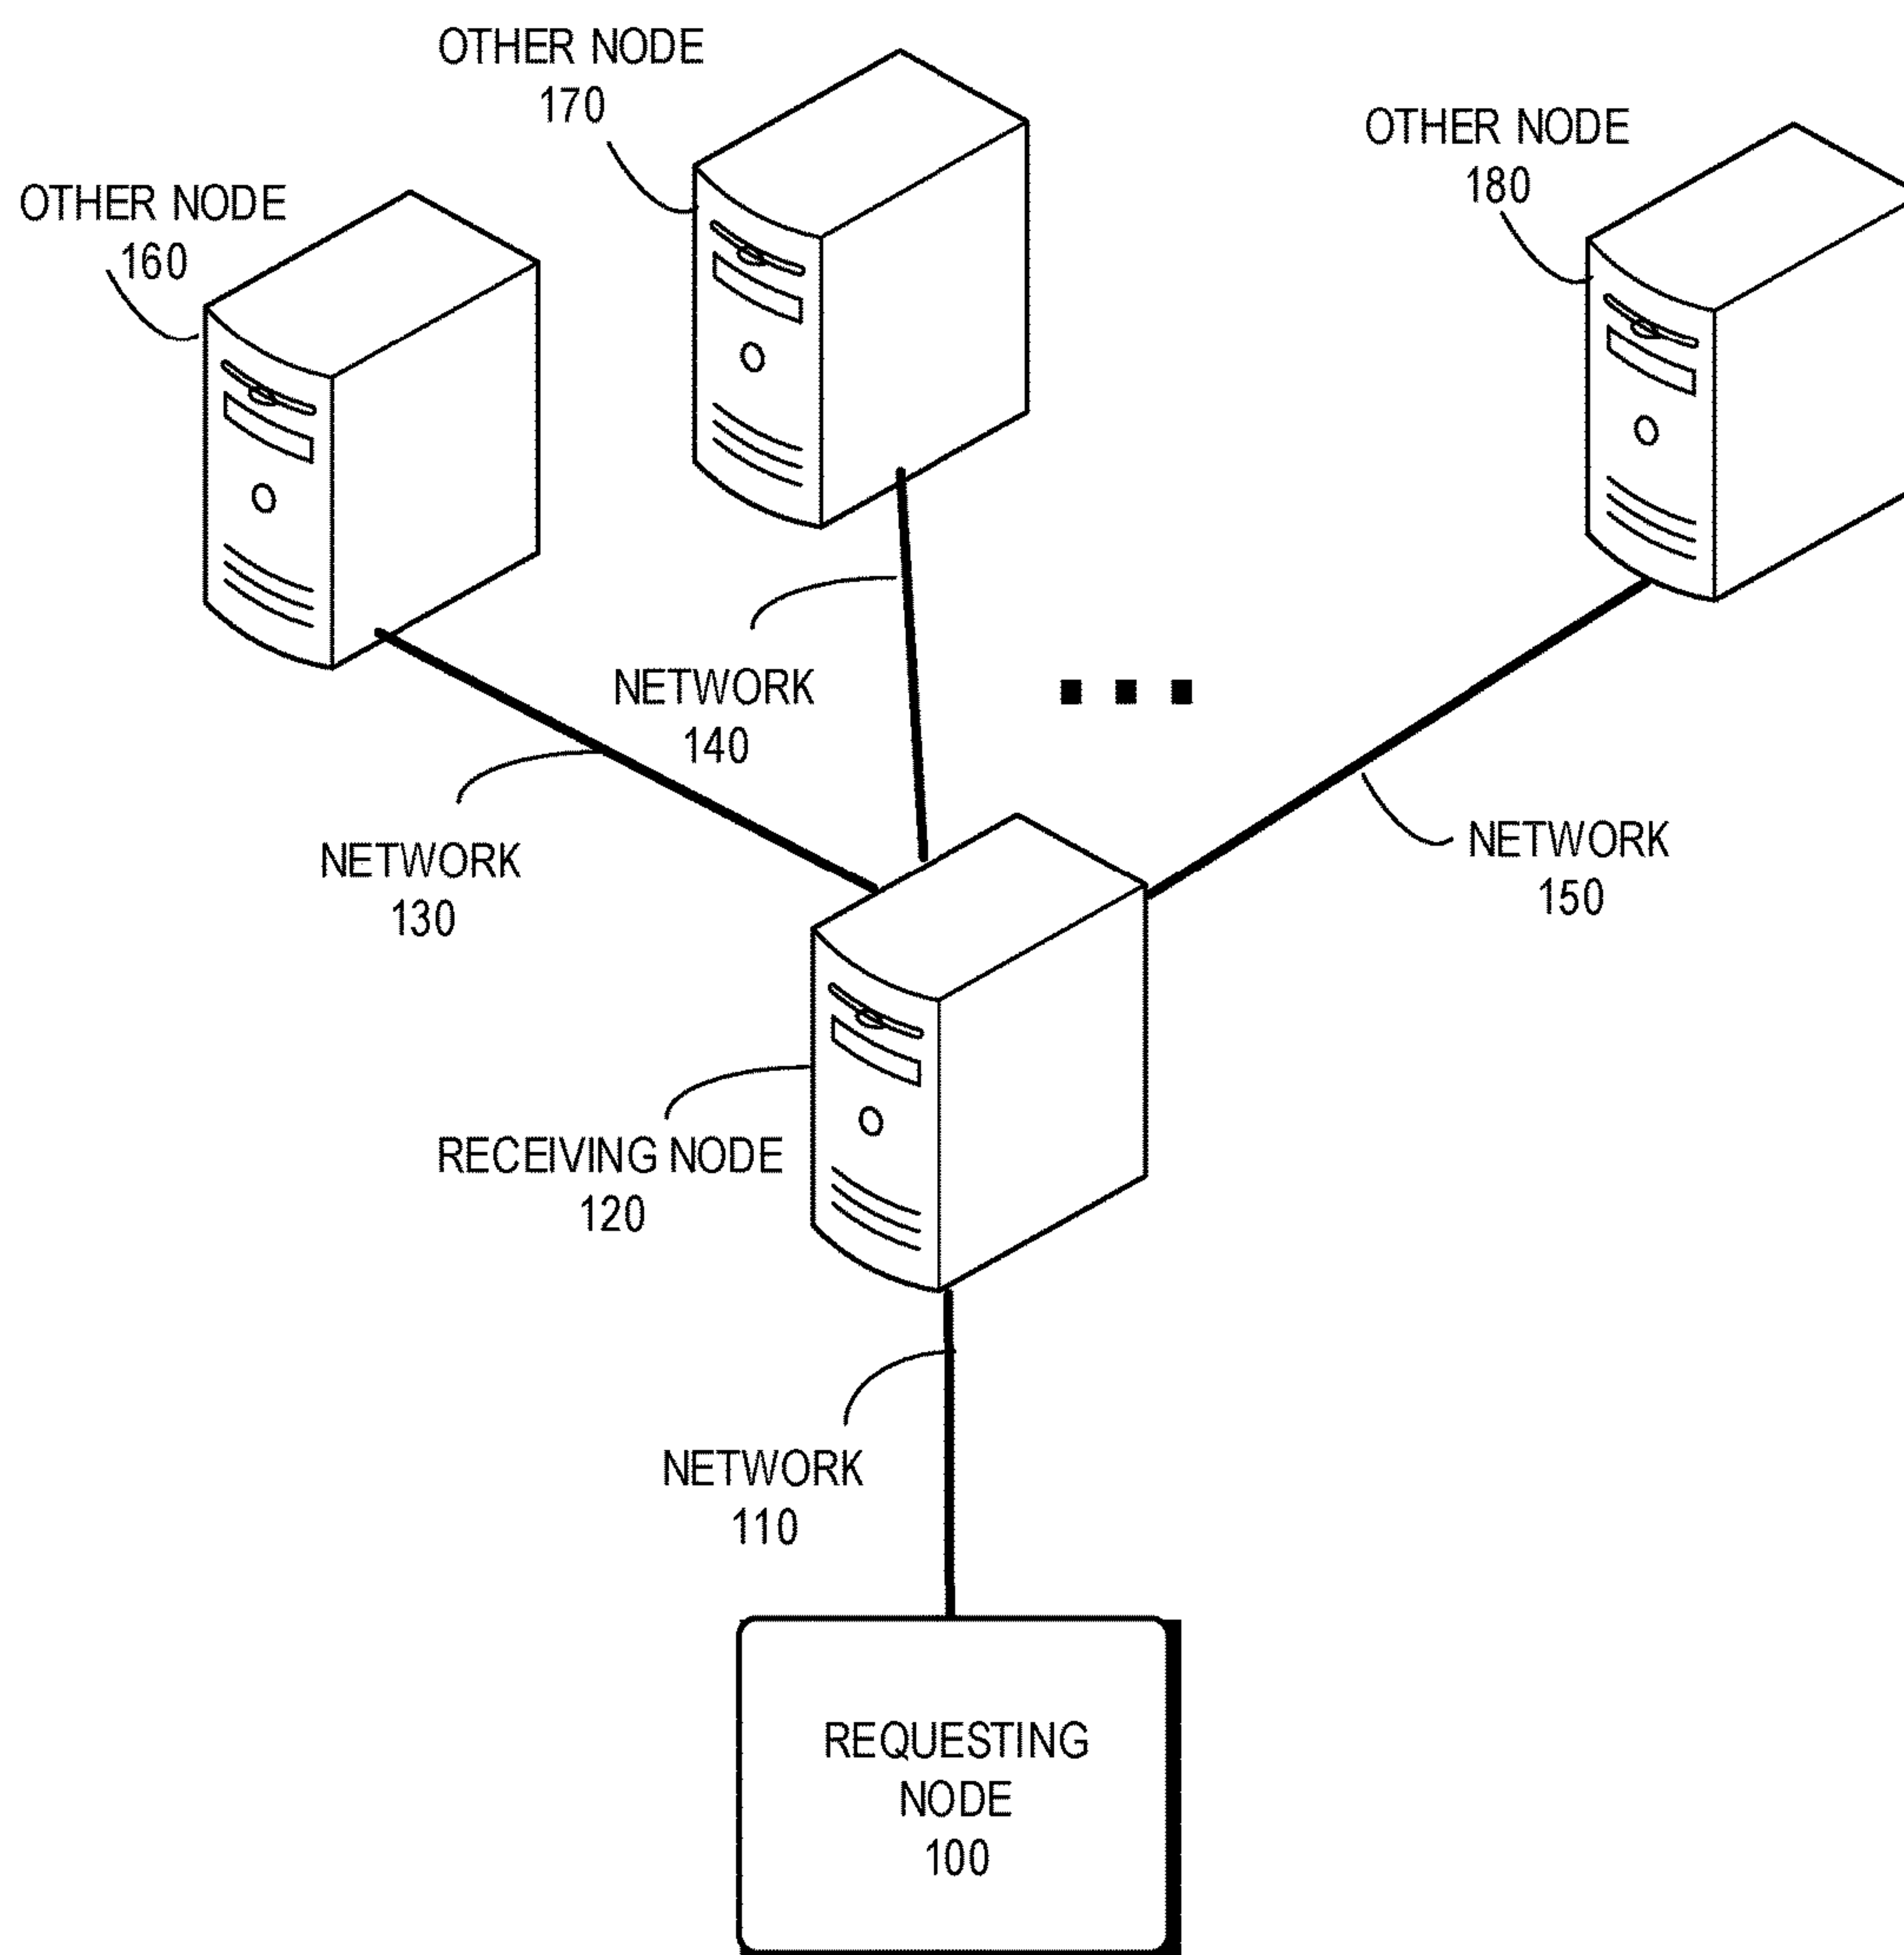 OTHER NODE
170
OTHER NODE
180
OTHER NODE
160
NETWORK
140
NETWORK
130
NETWORK
150
RECEIVING NODE
120
NETWORK
110
REQUESTING
NODE
100